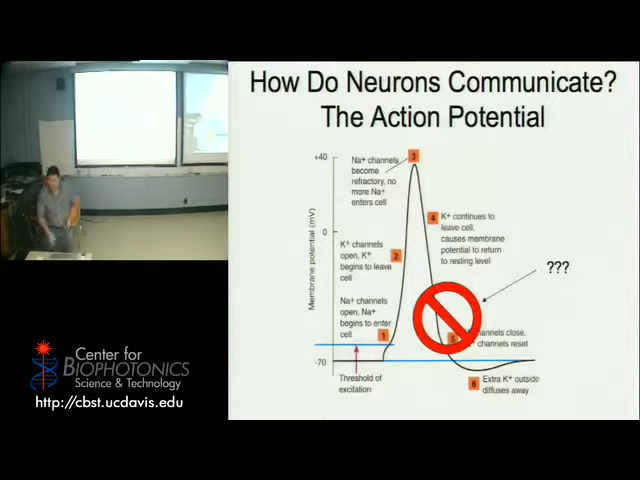 How Do Neurons Communicate?
The Action Potential
+40
0
-70
Membrane potential (mV)
Na+ channels
become
refractory, no
more Na+
enters cell
3
4
K+ continues to
leave cell,
causes membrane
potential to return
to resting level
K+ channels
open, K+
begins to leave
cell
2
???
Na+ channels
open, Na+
begins to enter
cell
1
5
channels close,
channels reset
Threshold of
excitation
6
Extra K+ outside
diffuses away
Center for
BIOPHOTONICS
Science & Technology
http://cbst.ucdavis.edu